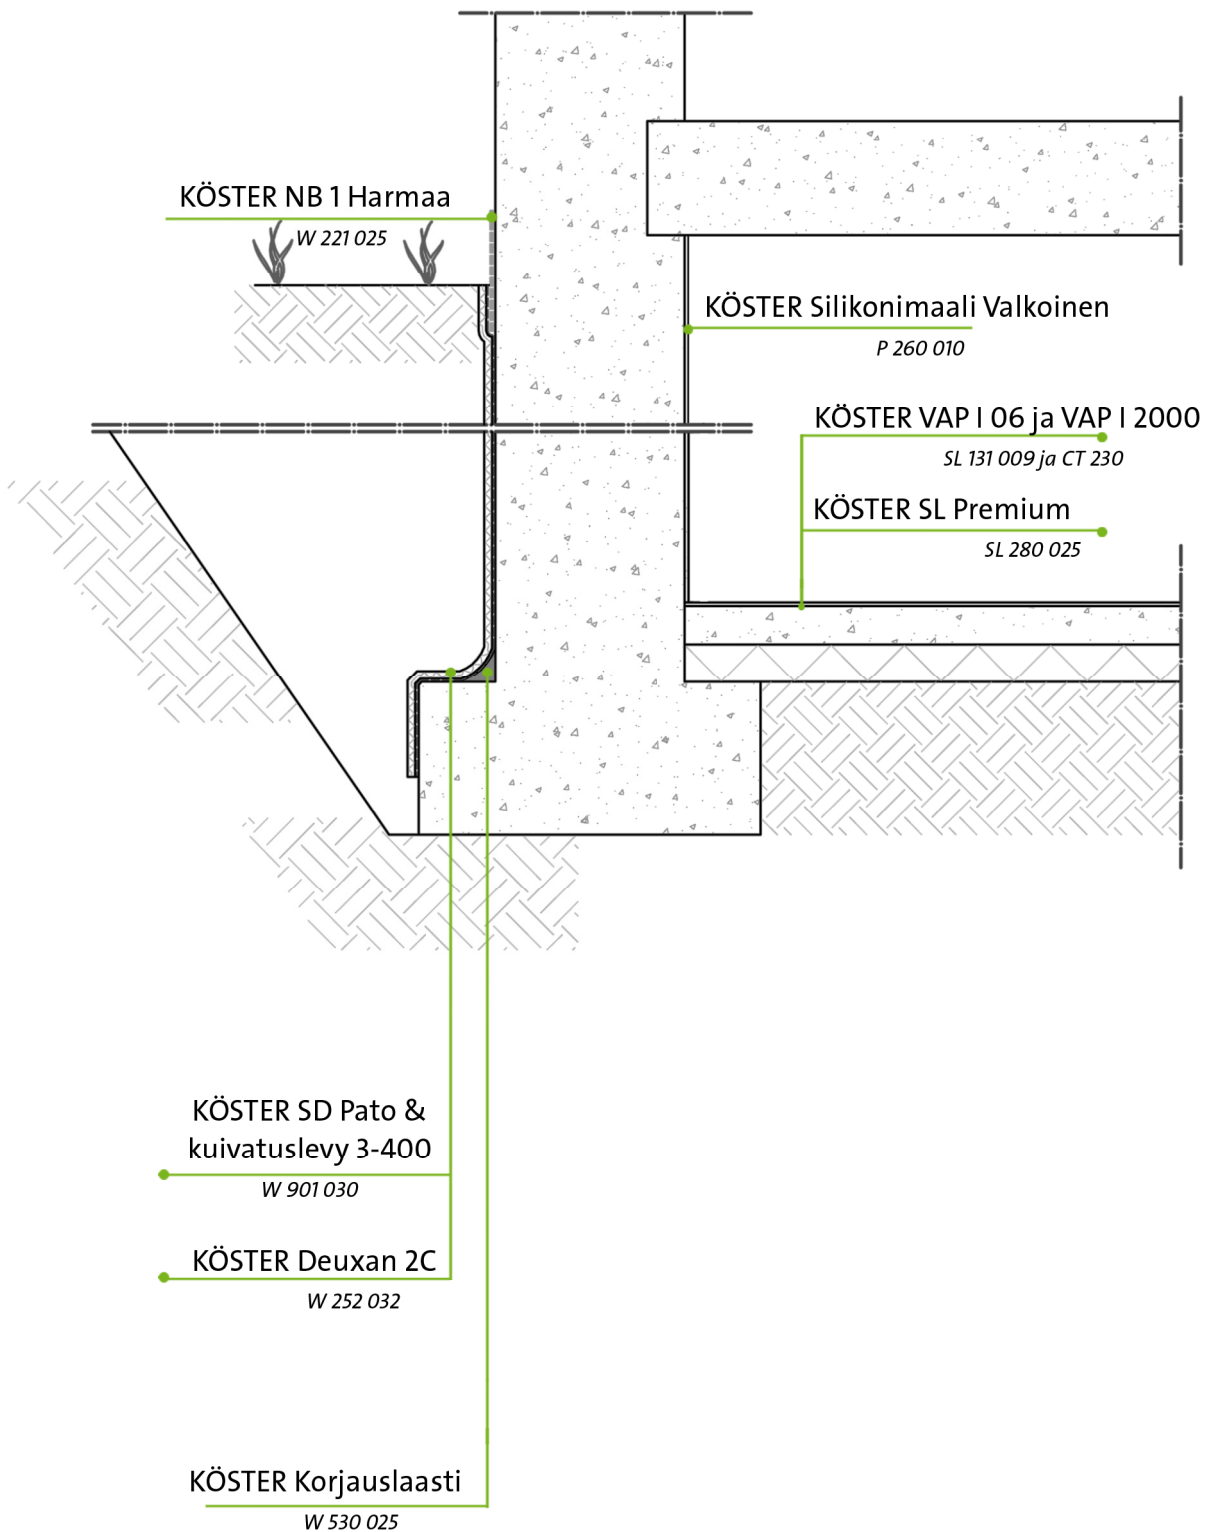 KÖSTER NB 1 Harmaa
W 221 025
KÖSTER Silikonimaali Valkoinen
P 260 010
KÖSTER VAP I 06 ja VAP I 2000
SL 131 009 ja CT 230
KÖSTER SL Premium
SL 280 025
KÖSTER SD Pato &
kuivatuslevy 3-400
W 901 030
KÖSTER Deuxan 2C
W 252 032
KÖSTER Korjauslaasti
W 530 025